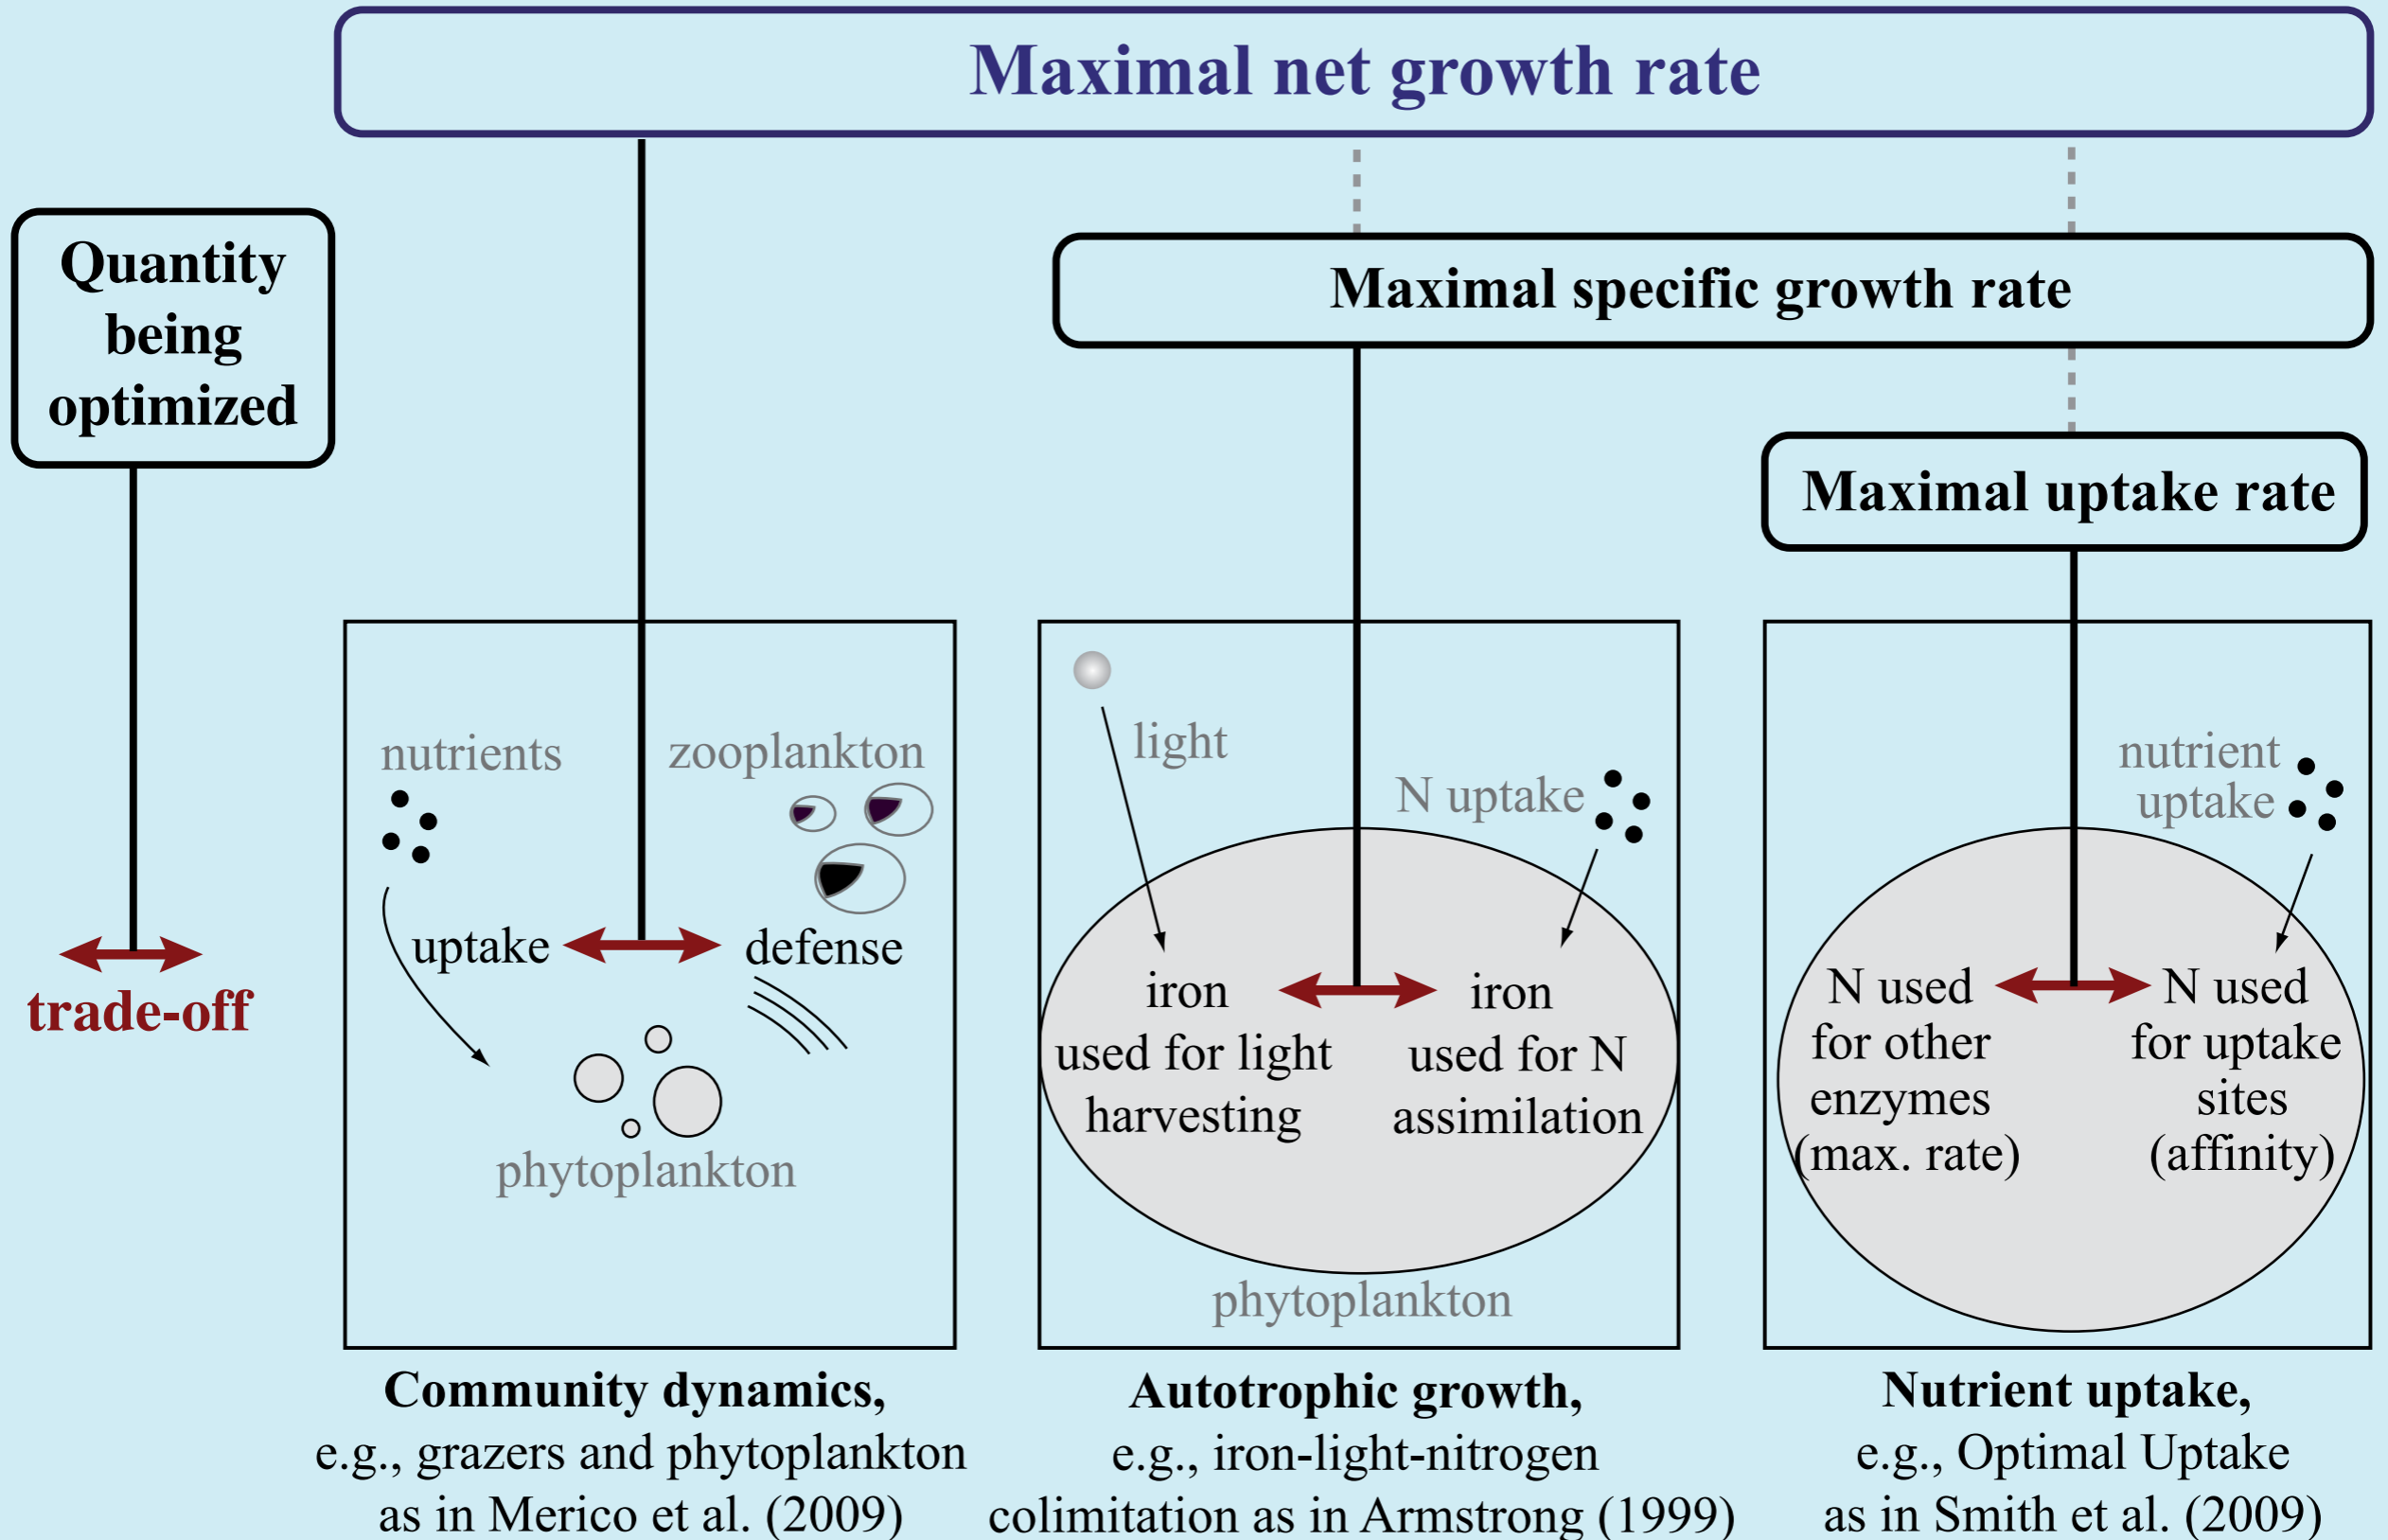 Maximal net growth rate
Quantity
being
optimized
Maximal specific growth rate
Maximal uptake rate
trade-off
nutrients
zooplankton
uptake
defense
phytoplankton
light
N uptake
iron
used for light
harvesting
iron
used for N
assimilation
phytoplankton
nutrient
uptake
N used
for other
enzymes
(max. rate)
N used
for uptake
sites
(affinity)
Community dynamics,
e.g., grazers and phytoplankton
as in Merico et al. (2009)
Autotrophic growth,
e.g., iron-light-nitrogen
colimitation as in Armstrong (1999)
Nutrient uptake,
e.g., Optimal Uptake
as in Smith et al. (2009)